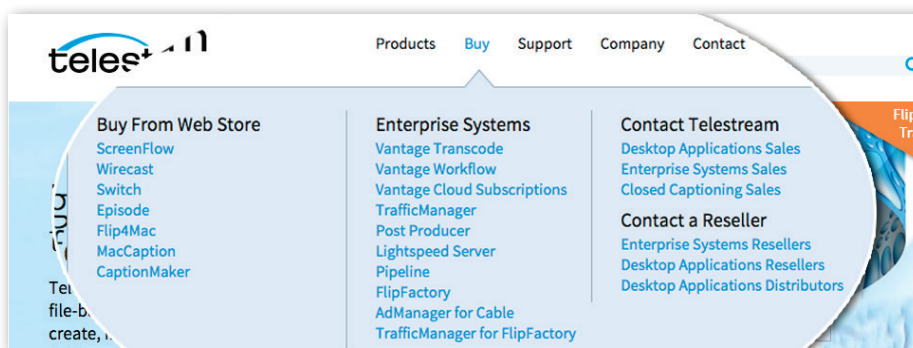 Products Buy Support Company Contact
Buy From Web Store
ScreenFlow
Wirecast
Switch
Episode
Flip4Mac
MacCaption
CaptionMaker
Enterprise Systems
Vantage Transcode
Vantage Workflow
Vantage Cloud Subscriptions
TrafficManager
Post Producer
Lightspeed Server
Pipeline
FlipFactory
AdManager for Cable
TrafficManager for FlipFactory
Contact Telestream
Desktop Applications Sales
Enterprise Systems Sales
Closed Captioning Sales
Contact a Reseller
Enterprise Systems Resellers
Desktop Applications Resellers
Desktop Applications Distributors
create,